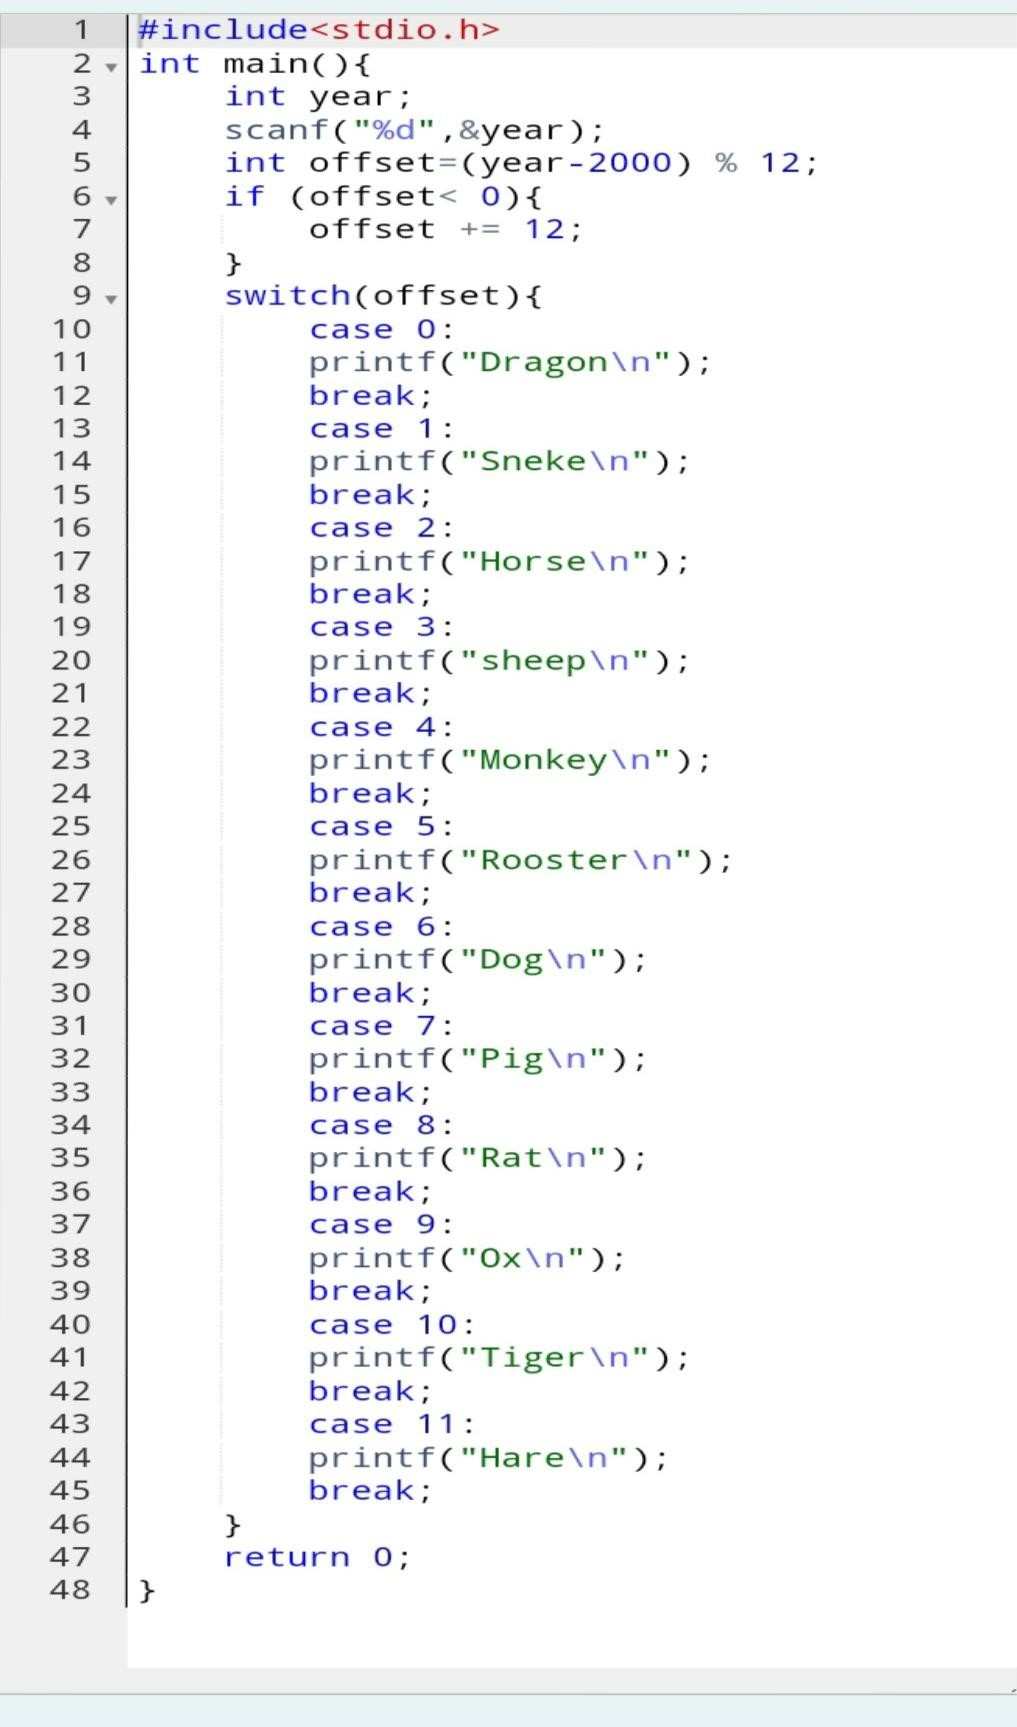 1 #include<stdio.h>
2 int main(){
3 int year;
4 scanf("%d",&year);
5 int offset=(year-2000) % 12;
6 if (offset< 0){
7 offset += 12;
8 }
9 switch(offset){
10 case 0:
11 printf("Dragon\n");
12 break;
13 case 1:
14 printf("Sneke\n");
15 break;
16 case 2:
17 printf("Horse\n");
18 break;
19 case 3:
20 printf("sheep\n");
21 break;
22 case 4:
23 printf("Monkey\n");
24 break;
25 case 5:
26 printf("Rooster\n");
27 break;
28 case 6:
29 printf("Dog\n");
30 break;
31 case 7:
32 printf("Pig\n");
33 break;
34 case 8:
35 printf("Rat\n");
36 break;
37 case 9:
38 printf("Ox\n");
39 break;
40 case 10:
41 printf("Tiger\n");
42 break;
43 case 11:
44 printf("Hare\n");
45 break;
46 }
47 return 0;
48 }